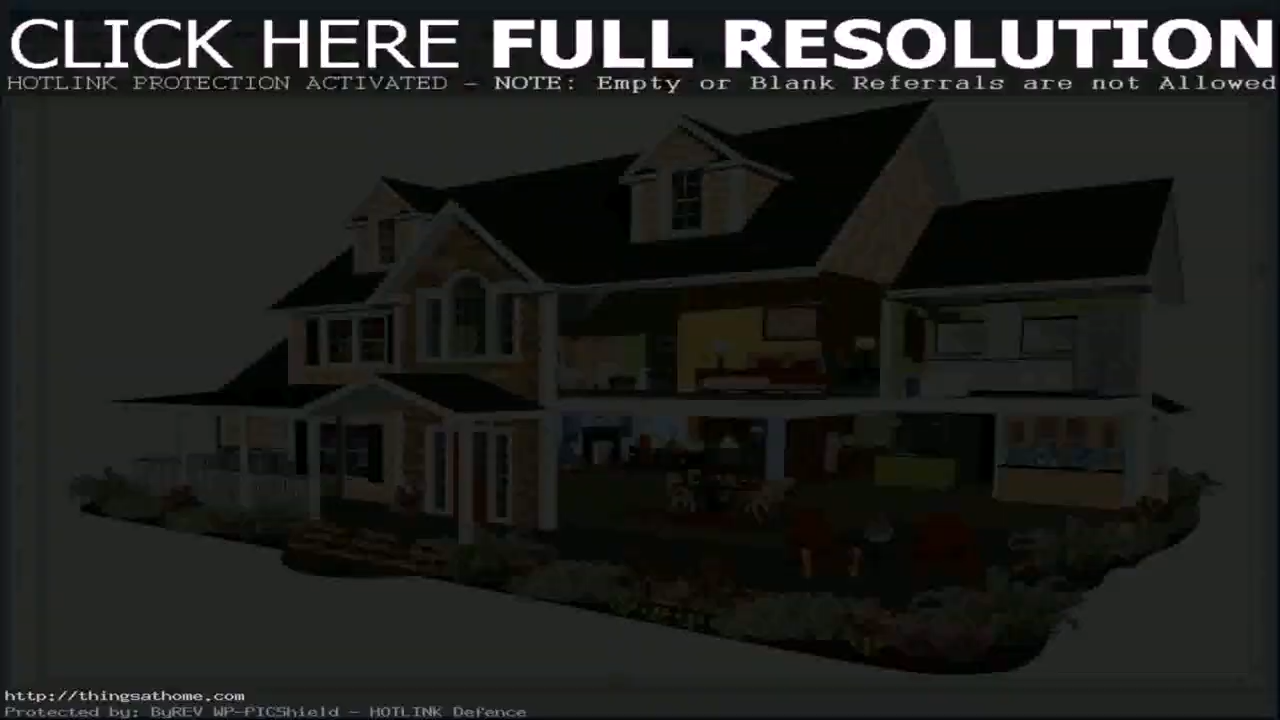 CLICK HERE FULL RESOLUTION
HOTLINK PROTECTION ACTIVATED - NOTE: Empty or Blank Referrals are not Allowed
http://thingsathome.com
Protected by: ByREV WP-PICShield - HOTLINK Defence